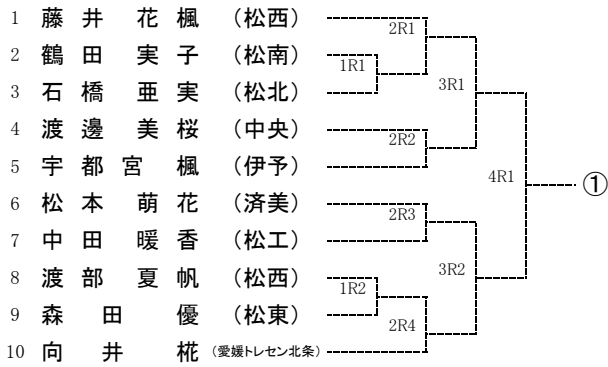 1 藤井花楓 (松西)
2R1
2 鶴田実子 (松南)
1R1
3 石橋亜実 (松北)
3R1
4 渡邊美桜 (中央)
2R2
5 宇都宮楓 (伊予)
4R1
①
6 松本萌花 (済美)
2R3
7 中田暖香 (松工)
8 渡部夏帆 (松西)
3R2
1R2
9 森田優 (松東)
2R4
10 向井椛 (愛媛トレセン北条)